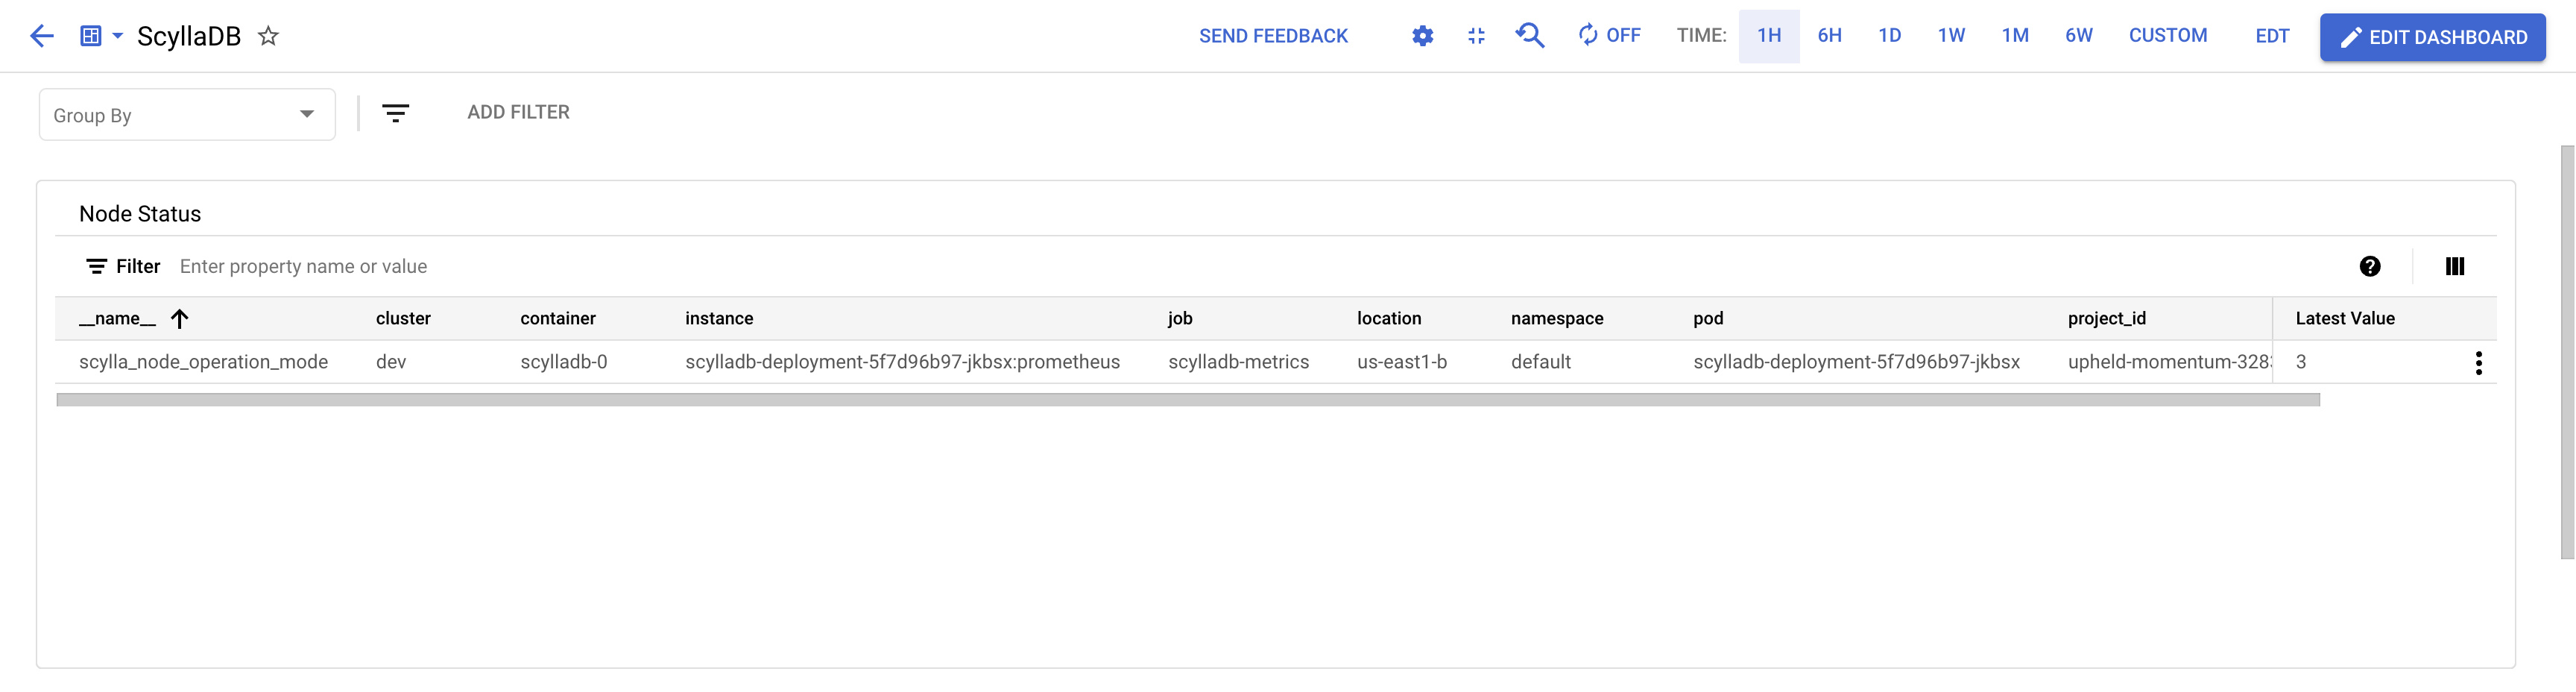 ScyllaDB
SEND FEEDBACK OFF TIME: 1H 6H 1D 1W 1M 6W CUSTOM EDT EDIT DASHBOARD
Group By ADD FILTER
Node Status
Filter Enter property name or value
__name__ cluster container instance job location namespace pod project_id Latest Value
scylla_node_operation_mode dev scylladb-0 scylladb-deployment-5f7d96b97-jkbsx:prometheus scylladb-metrics us-east1-b default scylladb-deployment-5f7d96b97-jkbsx upheld-momentum-328 3